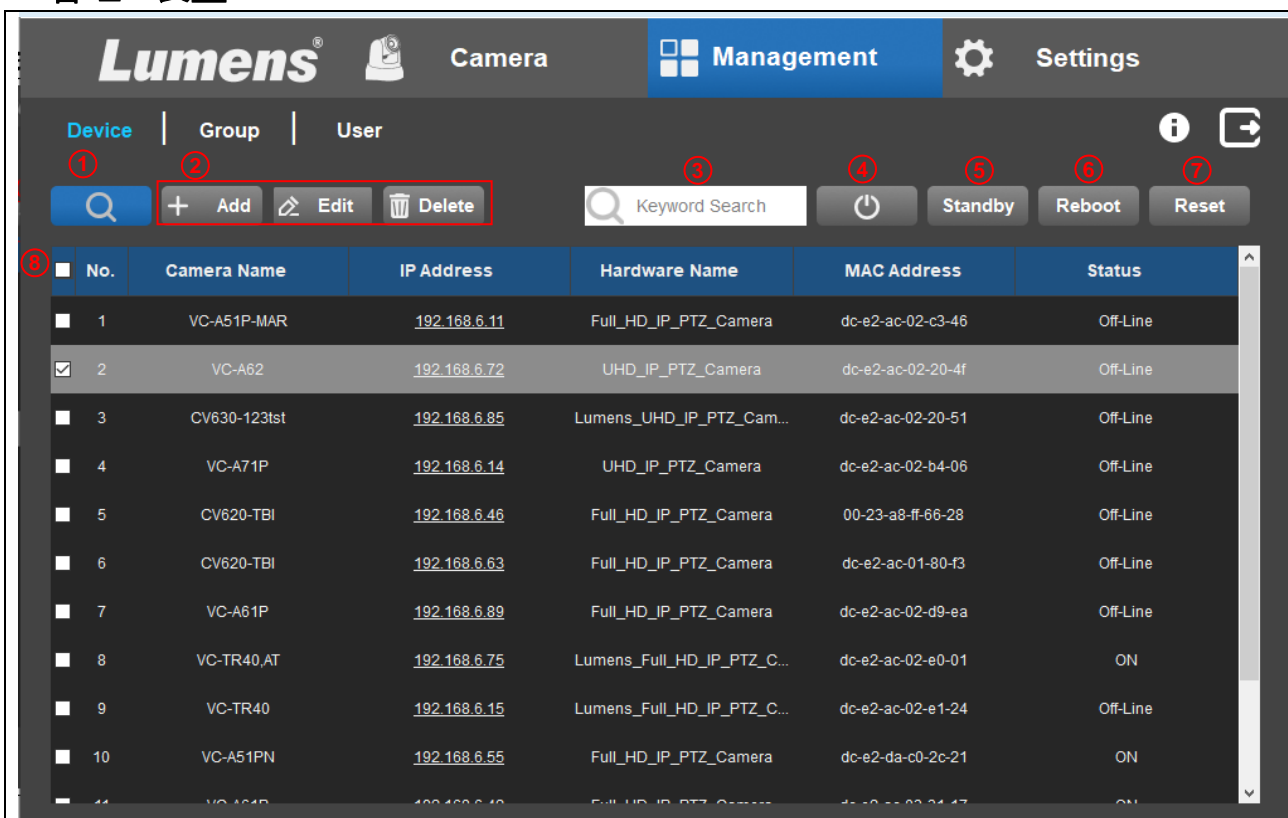 Lumens® Camera Management Settings
Device | Group | User
① ② ③ ④ ⑤ ⑥ ⑦
+ Add Edit Delete Keyword Search Standby Reboot Reset
⑧ No. Camera Name IP Address Hardware Name MAC Address Status
1 VC-A51P-MAR 192.168.6.11 Full_HD_IP_PTZ_Camera dc-e2-ac-02-c3-46 Off-Line
2 VC-A62 192.168.6.72 UHD_IP_PTZ_Camera dc-e2-ac-02-20-4f Off-Line
3 CV630-123tst 192.168.6.85 Lumens_UHD_IP_PTZ_Cam... dc-e2-ac-02-20-51 Off-Line
4 VC-A71P 192.168.6.14 UHD_IP_PTZ_Camera dc-e2-ac-02-b4-06 Off-Line
5 CV620-TBI 192.168.6.46 Full_HD_IP_PTZ_Camera 00-23-a8-ff-66-28 Off-Line
6 CV620-TBI 192.168.6.63 Full_HD_IP_PTZ_Camera dc-e2-ac-01-80-f3 Off-Line
7 VC-A61P 192.168.6.89 Full_HD_IP_PTZ_Camera dc-e2-ac-02-d9-ea Off-Line
8 VC-TR40,AT 192.168.6.75 Lumens_Full_HD_IP_PTZ_C... dc-e2-ac-02-e0-01 ON
9 VC-TR40 192.168.6.15 Lumens_Full_HD_IP_PTZ_C... dc-e2-ac-02-e1-24 Off-Line
10 VC-A51PN 192.168.6.55 Full_HD_IP_PTZ_Camera dc-e2-da-c0-2c-21 ON